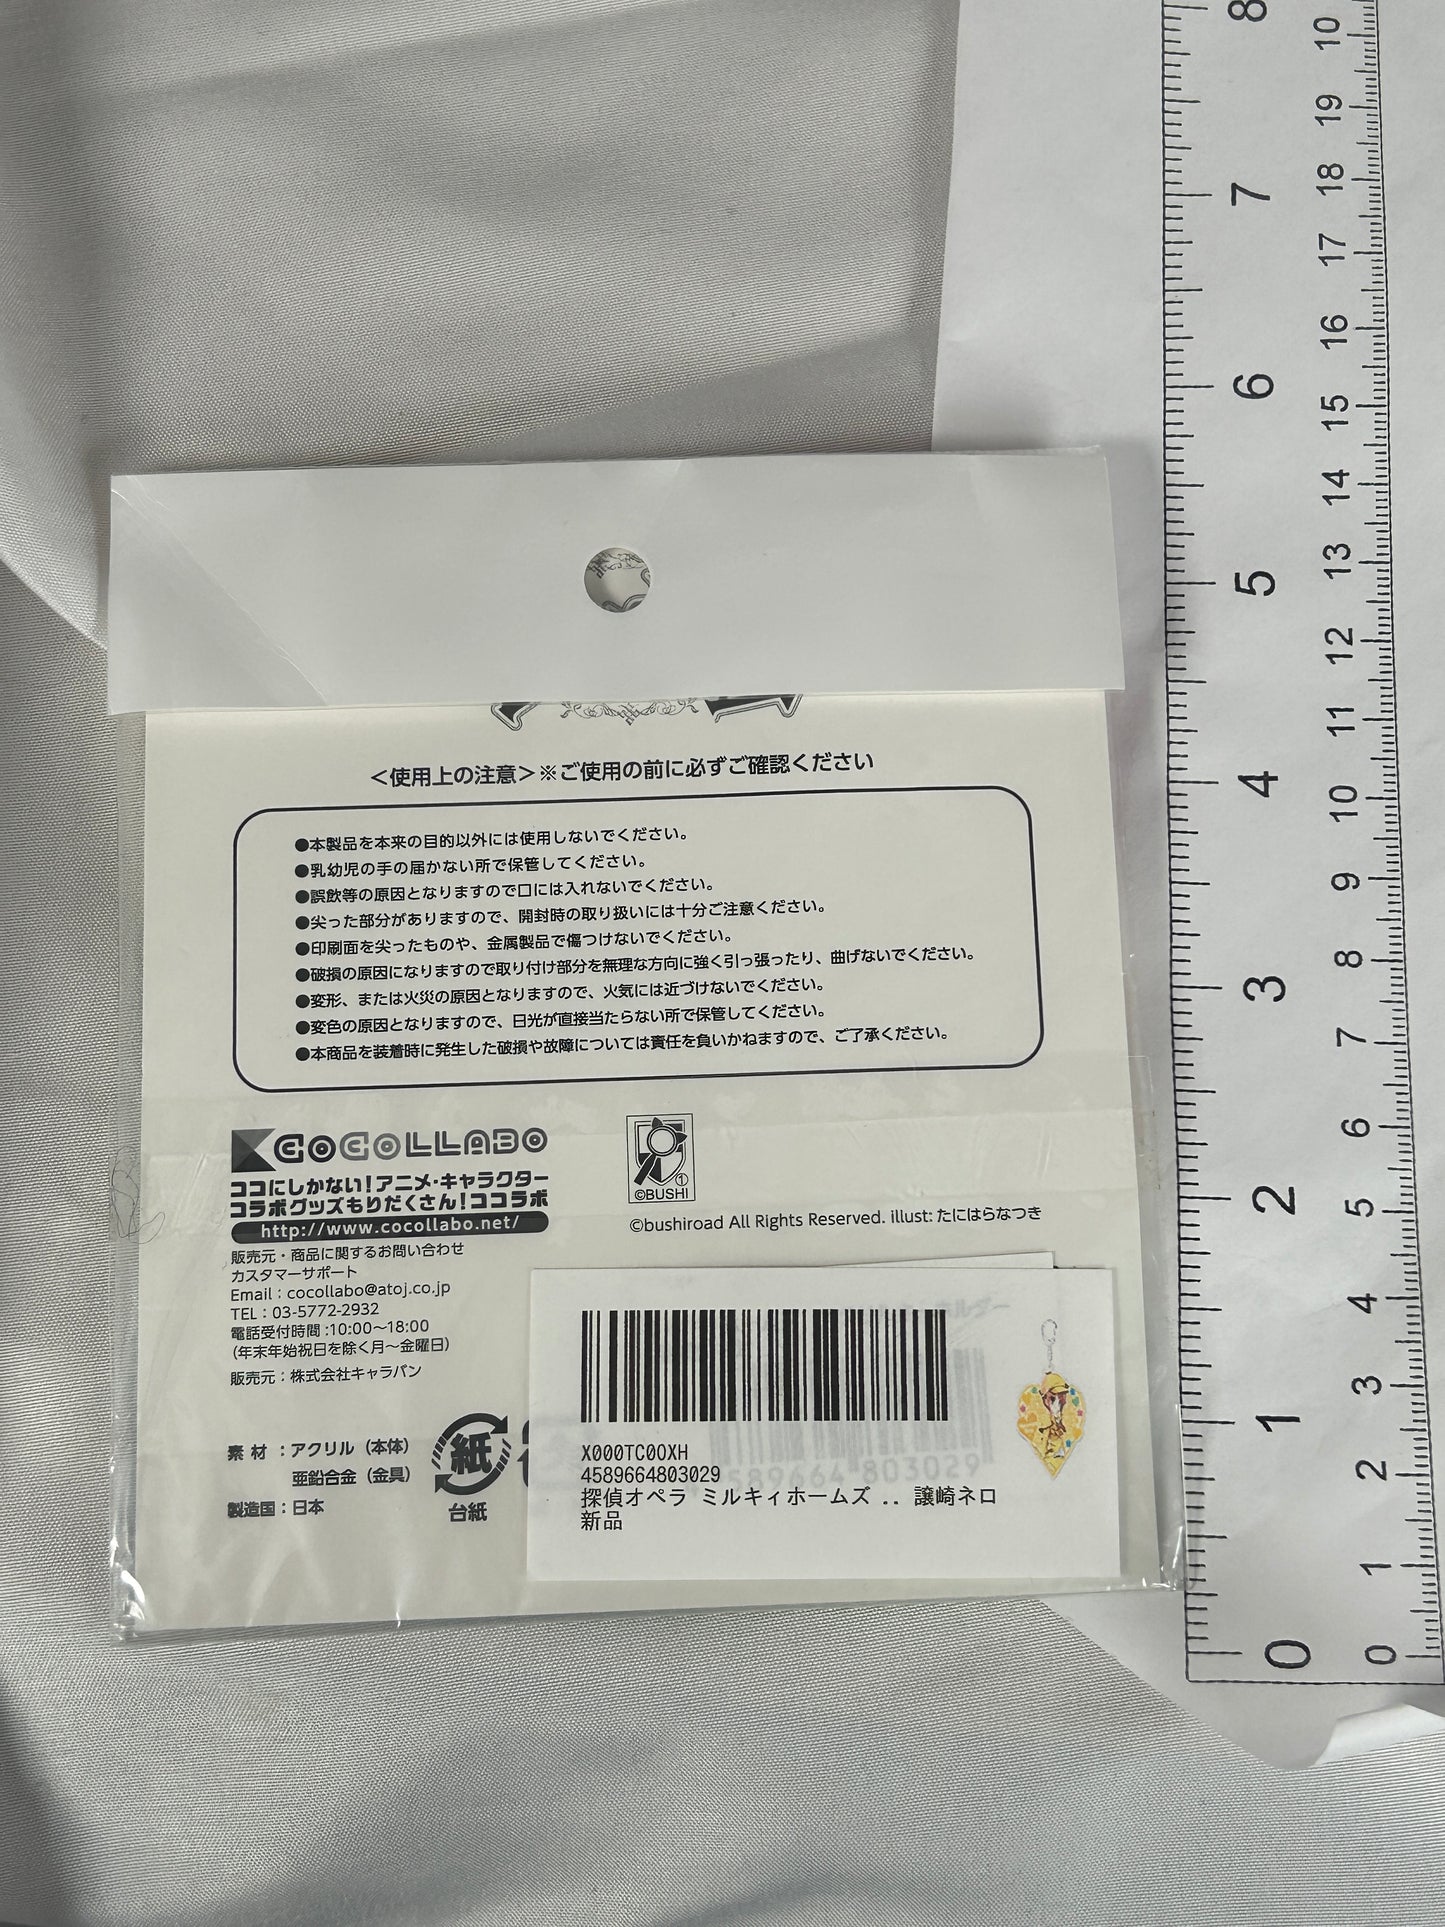 ＜使用上の注意＞※ご使用の前に必ずご確認ください
●本製品を本来の目的以外には使用しないでください。
●乳幼児の手の届かない所で保管してください。
●誤飲等の原因となりますので口には入れないでください。
●尖った部分がありますので、開封時の取り扱いには十分ご注意ください。
●印刷面を尖ったものや、金属製品で傷つけないでください。
●破損の原因になりますので取り付け部分を無理な方向に強く引っ張ったり、曲げないでください。
●変形、または火災の原因となりますので、火気には近づけないでください。
●変色の原因となりますので、日光が直接当たらない所で保管してください。
●本商品を装着時に発生した破損や故障については責任を負いかねますので、ご了承ください。
COCOLLABO
ココにしかない！アニメ・キャラクター
コラボグッズもりだくさん！ココラボ
http://www.cocollabo.net/
販売元・商品に関するお問い合わせ
カスタマーサポート
Email：cocollabo@atoj.co.jp
TEL：03-5772-2932
電話受付時間：10:00～18:00
（年末年始祝日を除く月～金曜日）
販売元：株式会社キャラバン
素材：アクリル（本体）
亜鉛合金（金具）
製造国：日本
紙
台紙
1
©BUSHI
©bushiroad All Rights Reserved. illust: たにはらなつき
X000TC0OXH
4589664803029
探偵オペラ ミルキィホームズ .. 譲崎ネロ
新品
ホルダー
589664 803029
8
7
6
5
4
3
2
1
0
10
19
18
17
16
15
14
13
12
11
10
9
8
7
6
5
4
3
2
1
0